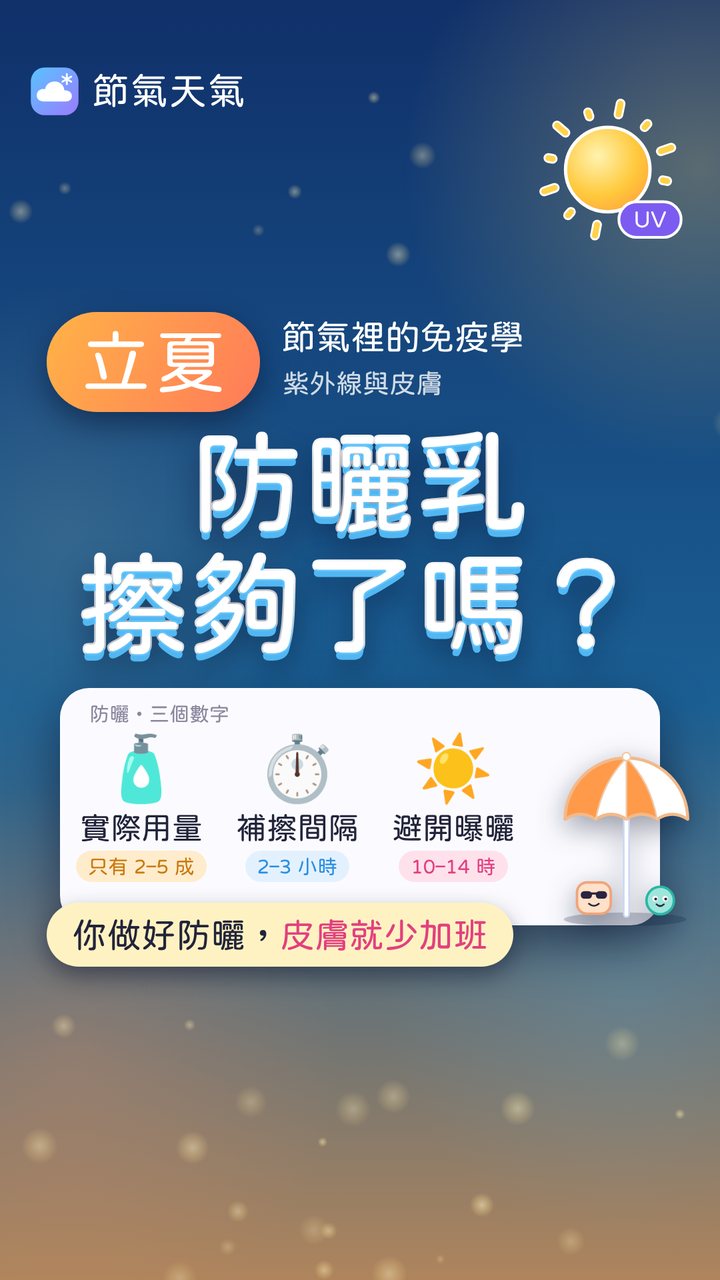 節氣天氣
UV
立夏
節氣裡的免疫學
紫外線與皮膚
防曬乳
擦夠了嗎？
防曬・三個數字
實際用量
補擦間隔
避開曝曬
只有 2–5 成
2–3 小時
10–14 時
你做好防曬，皮膚就少加班